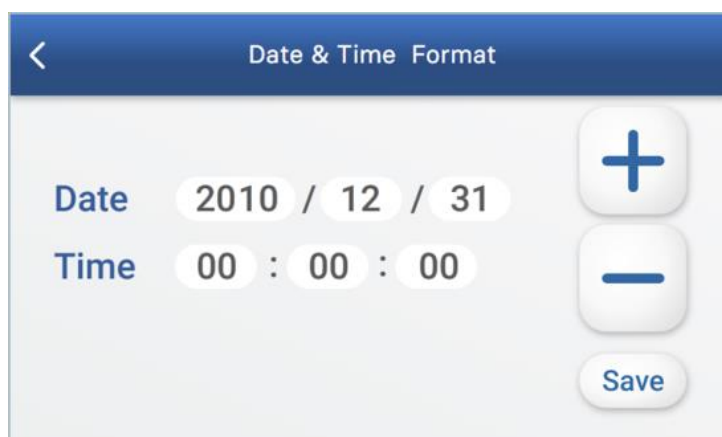 Date & Time Format
Date 2010 / 12 / 31
Time 00 : 00 : 00
Save